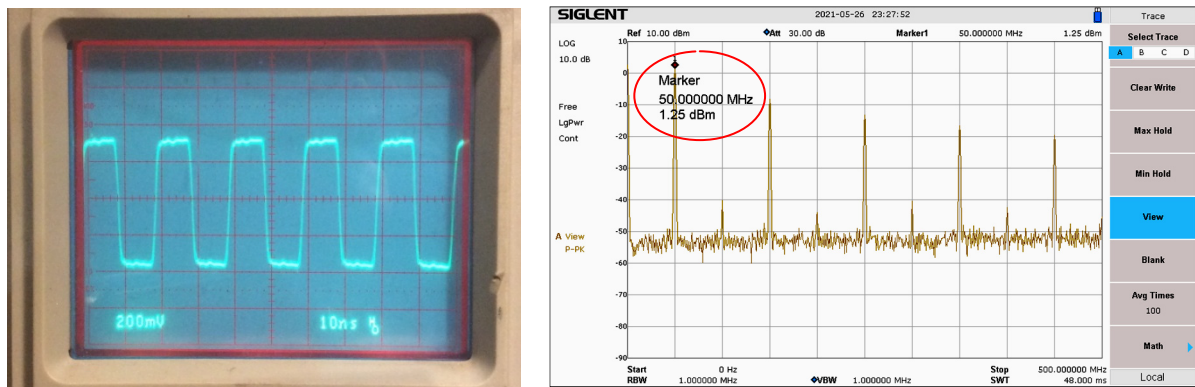 200mV 10ns
SIGLENT 2021-05-26 23:27:52
Ref 10.00 dBm Att 30.00 dB Marker1 50.000000 MHz 1.25 dBm
LOG
10.0 dB
Free
LgPwr
Cont
A View
P-PK
10
0
-10
-20
-30
-40
-50
-60
-70
-80
-90
Marker
50.000000 MHz
1.25 dBm
Start 0 Hz Stop 500.000000 MHz
RBW 1.000000 MHz VBW 1.000000 MHz SWT 48.000 ms
Trace
Select Trace
A B C D
Clear Write
Max Hold
Min Hold
View
Blank
Avg Times
100
Math
Local